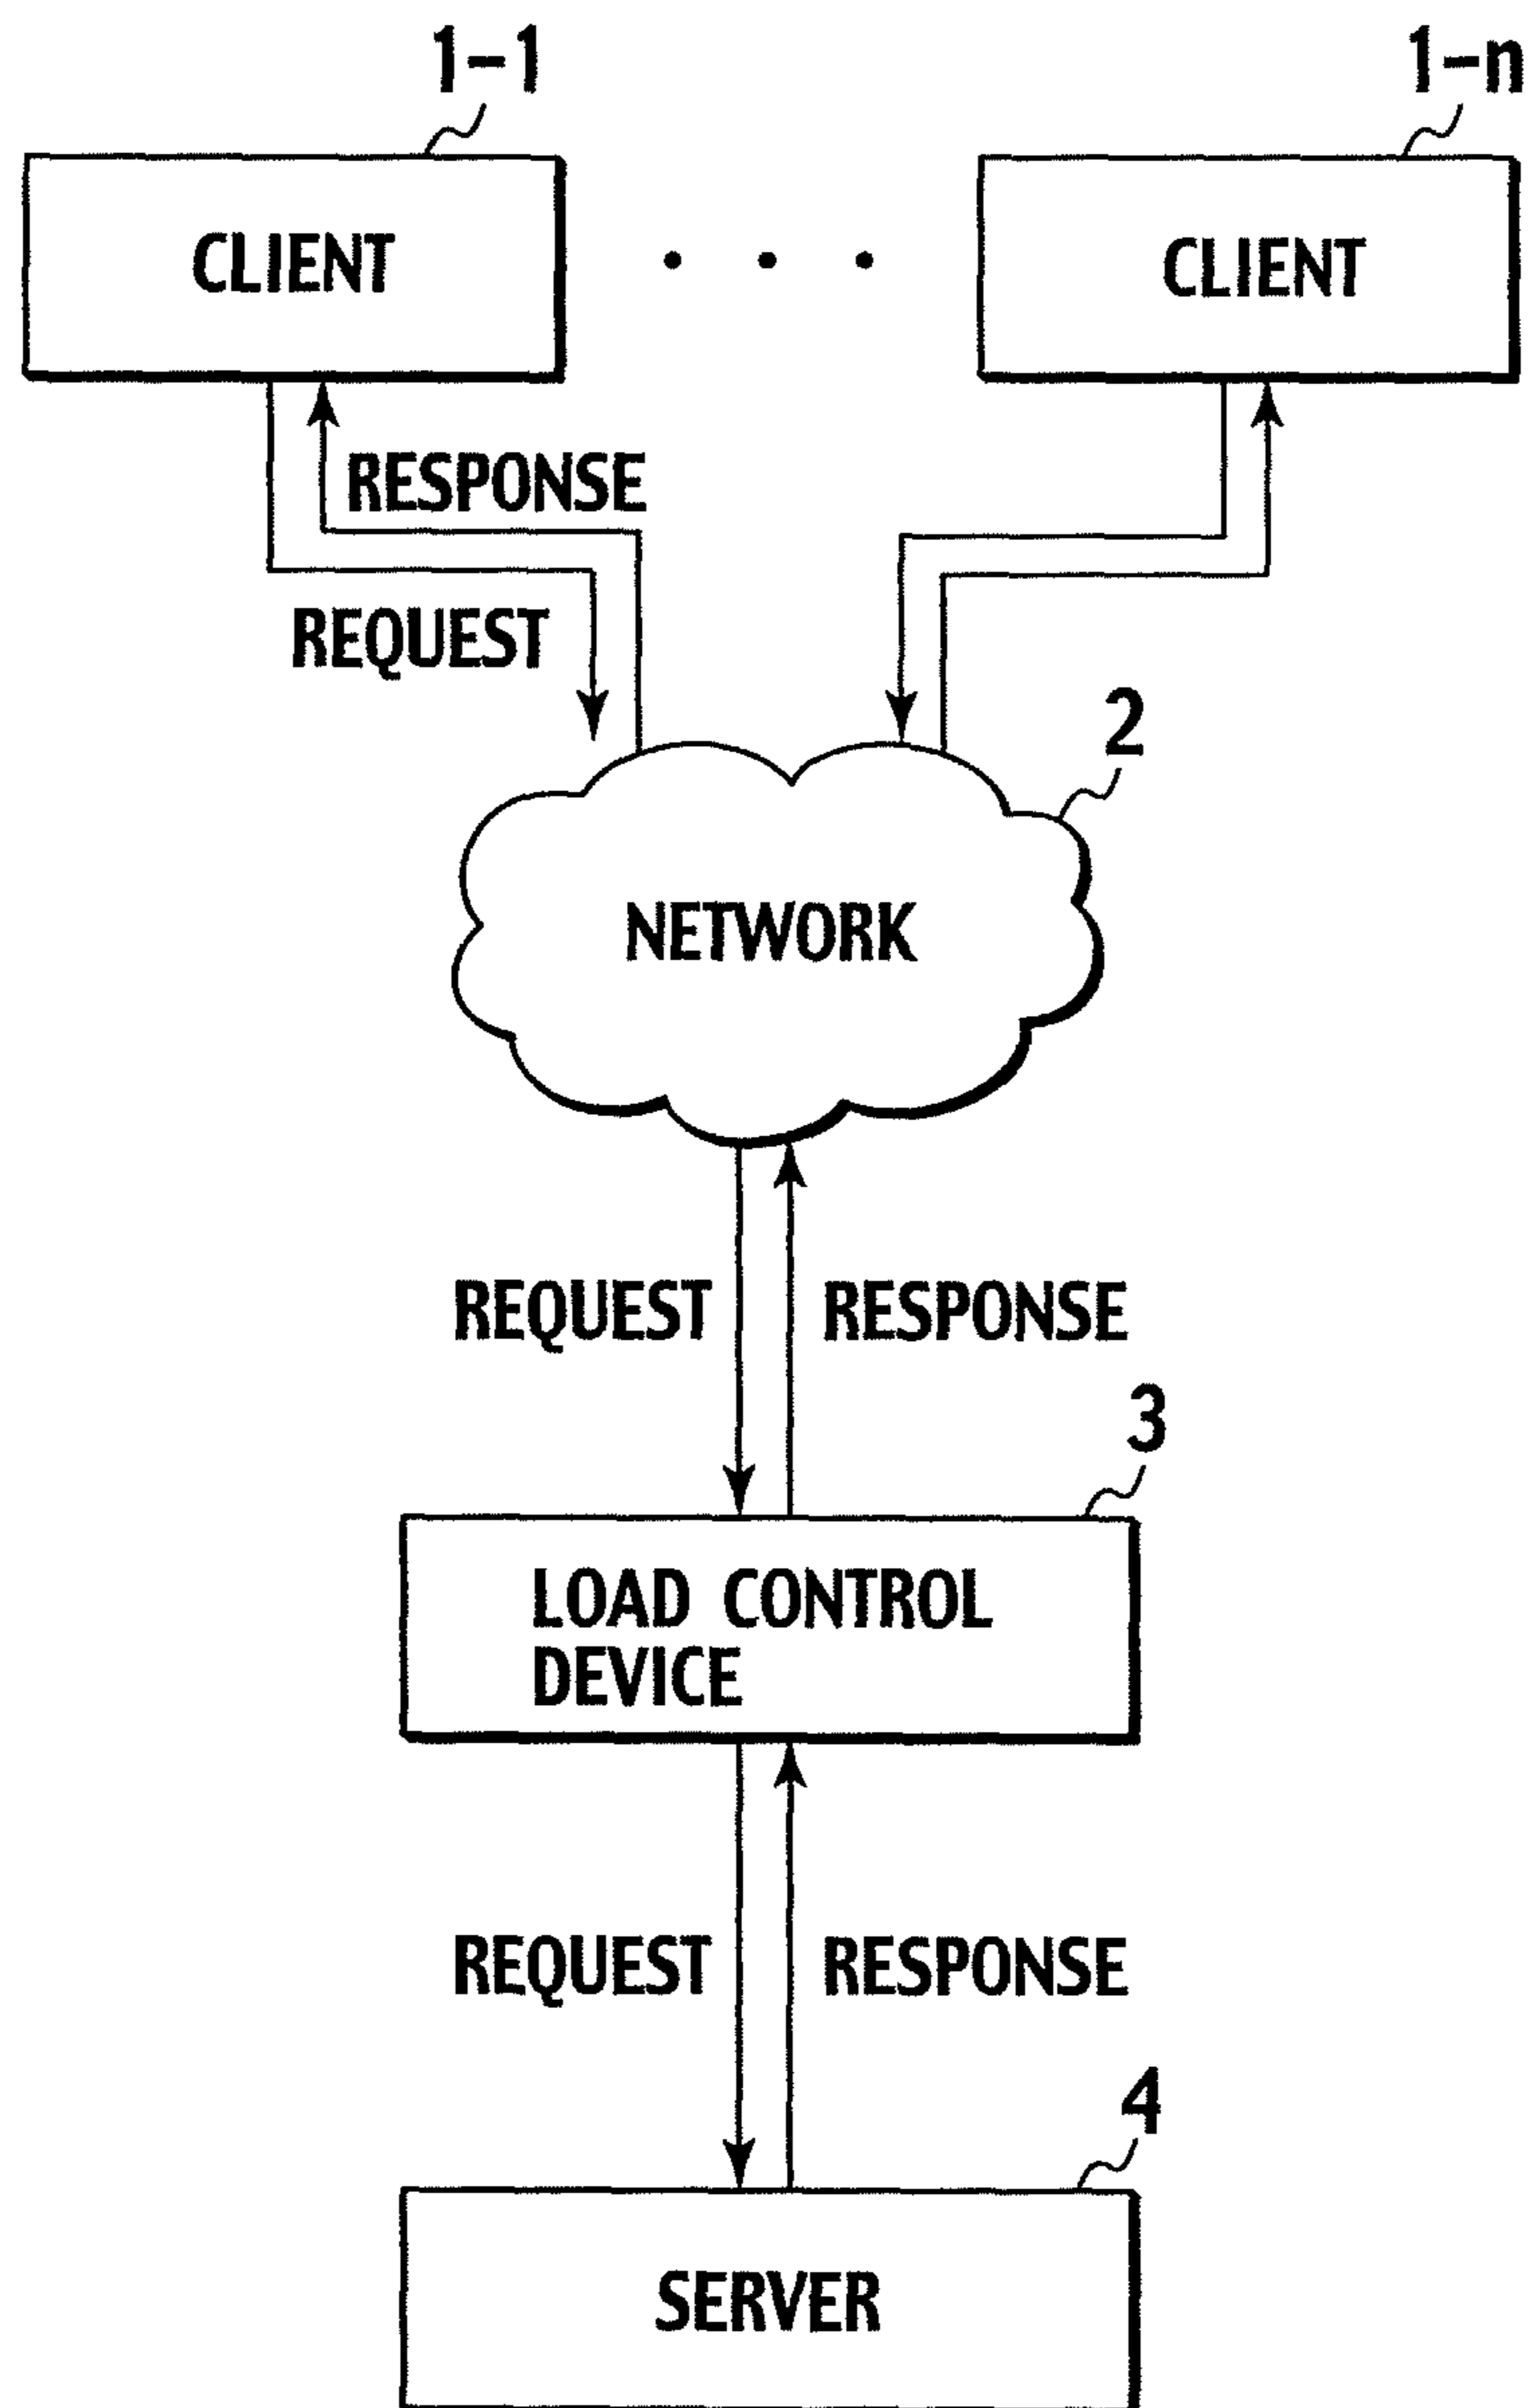 1-1
1-n
CLIENT
• • •
CLIENT
RESPONSE
REQUEST
2
NETWORK
REQUEST
RESPONSE
3
LOAD CONTROL
DEVICE
REQUEST
RESPONSE
4
SERVER